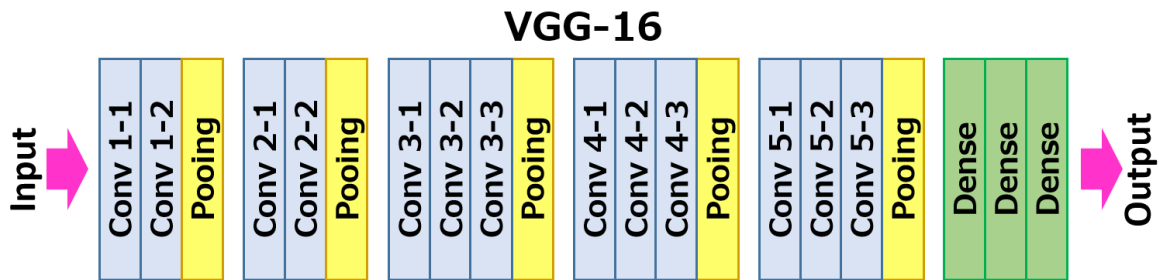 VGG-16
Input
Conv 1-1
Conv 1-2
Pooing
Conv 2-1
Conv 2-2
Pooing
Conv 3-1
Conv 3-2
Conv 3-3
Pooing
Conv 4-1
Conv 4-2
Conv 4-3
Pooing
Conv 5-1
Conv 5-2
Conv 5-3
Pooing
Dense
Dense
Dense
Output